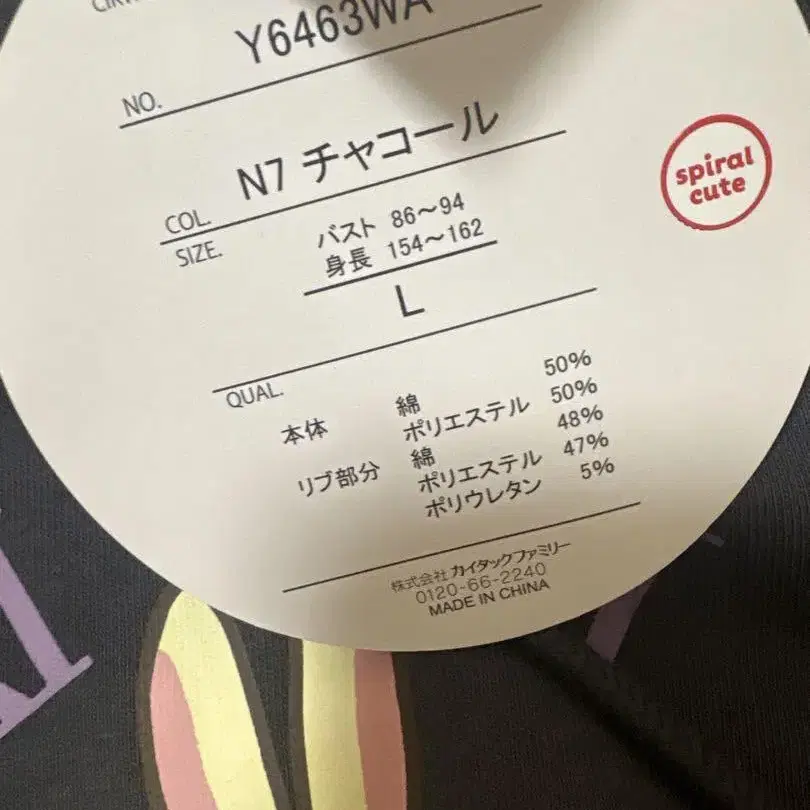 Y6463WA
NO.
N7 チャコール
COL.
SIZE.
バスト 86〜94
身長 154〜162
L
spiral
cute
QUAL.
本体 綿 50%
ポリエステル 50%
リブ部分 綿 48%
ポリエステル 47%
ポリウレタン 5%
株式会社 カイタックファミリー
0120-66-2240
MADE IN CHINA